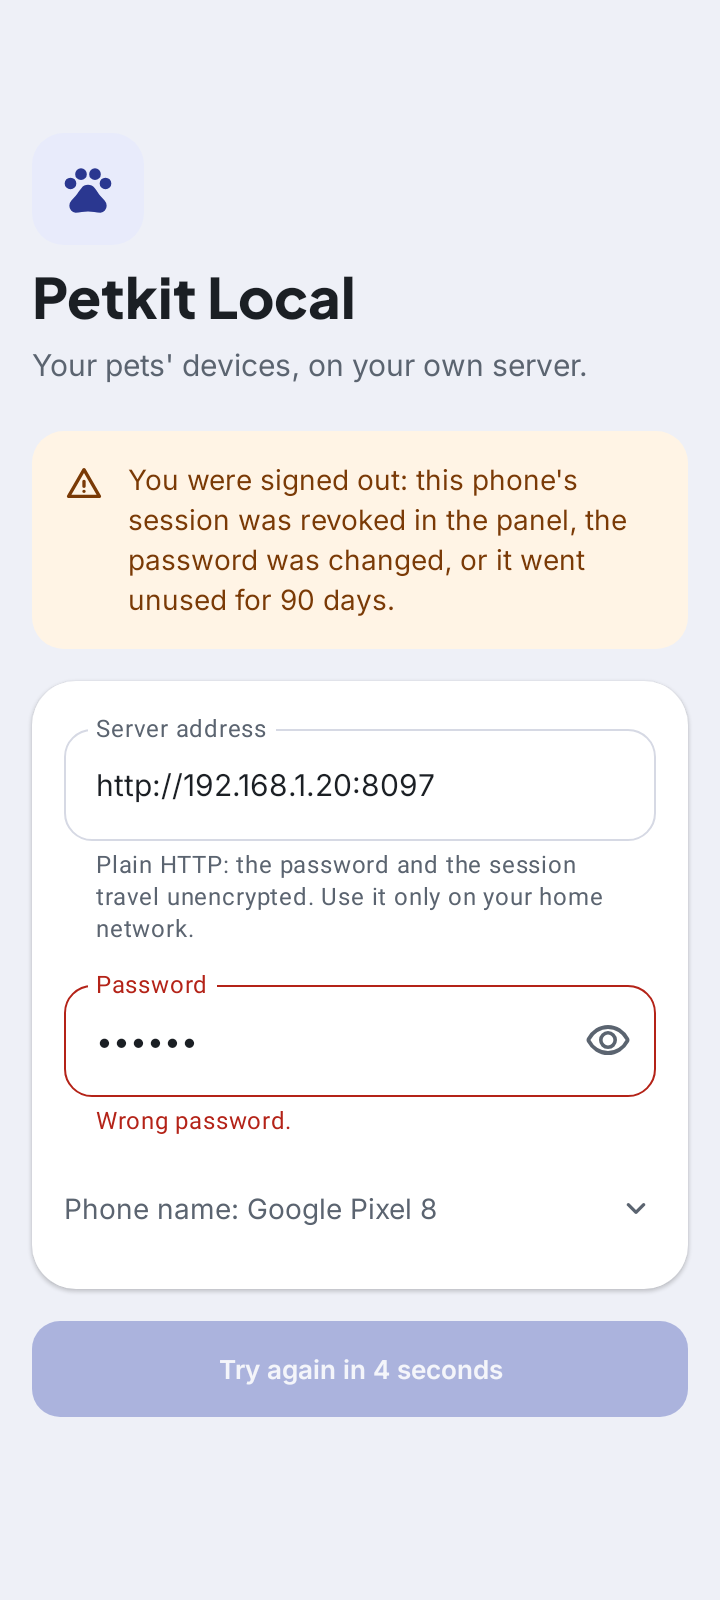 Petkit Local
Your pets' devices, on your own server.
You were signed out: this phone's
session was revoked in the panel, the
password was changed, or it went
unused for 90 days.
Server address
http://192.168.1.20:8097
Plain HTTP: the password and the session
travel unencrypted. Use it only on your home
network.
Password
••••••
Wrong password.
Phone name: Google Pixel 8
Try again in 4 seconds